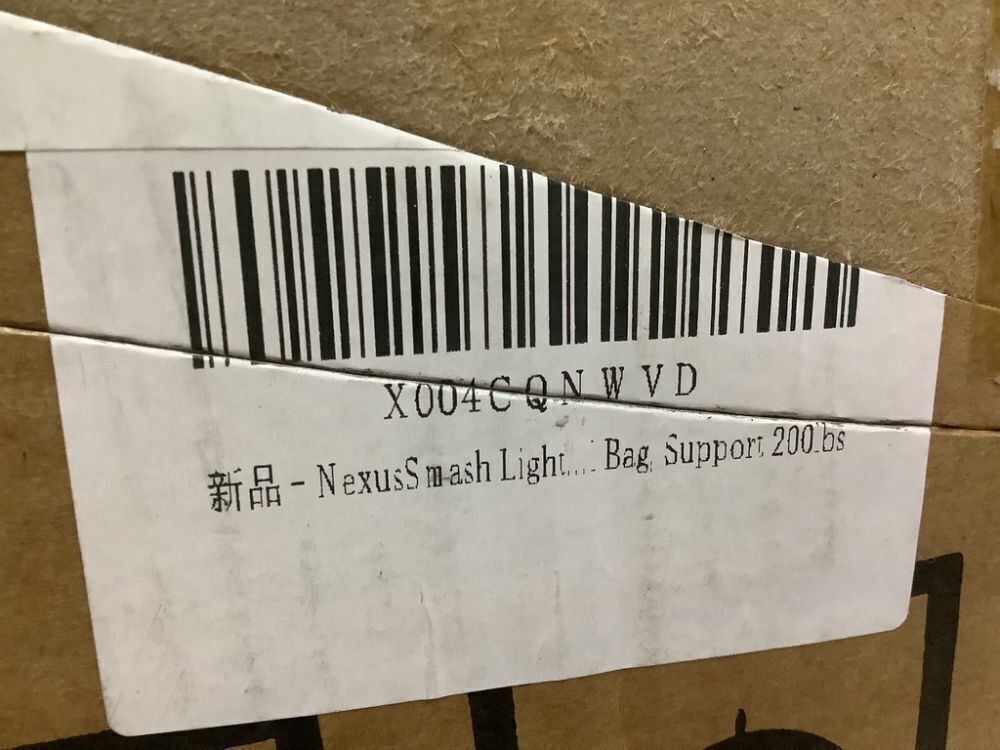 X004CQNWVD
新品 - NexusSmash Light... Bag, Support 200lbs